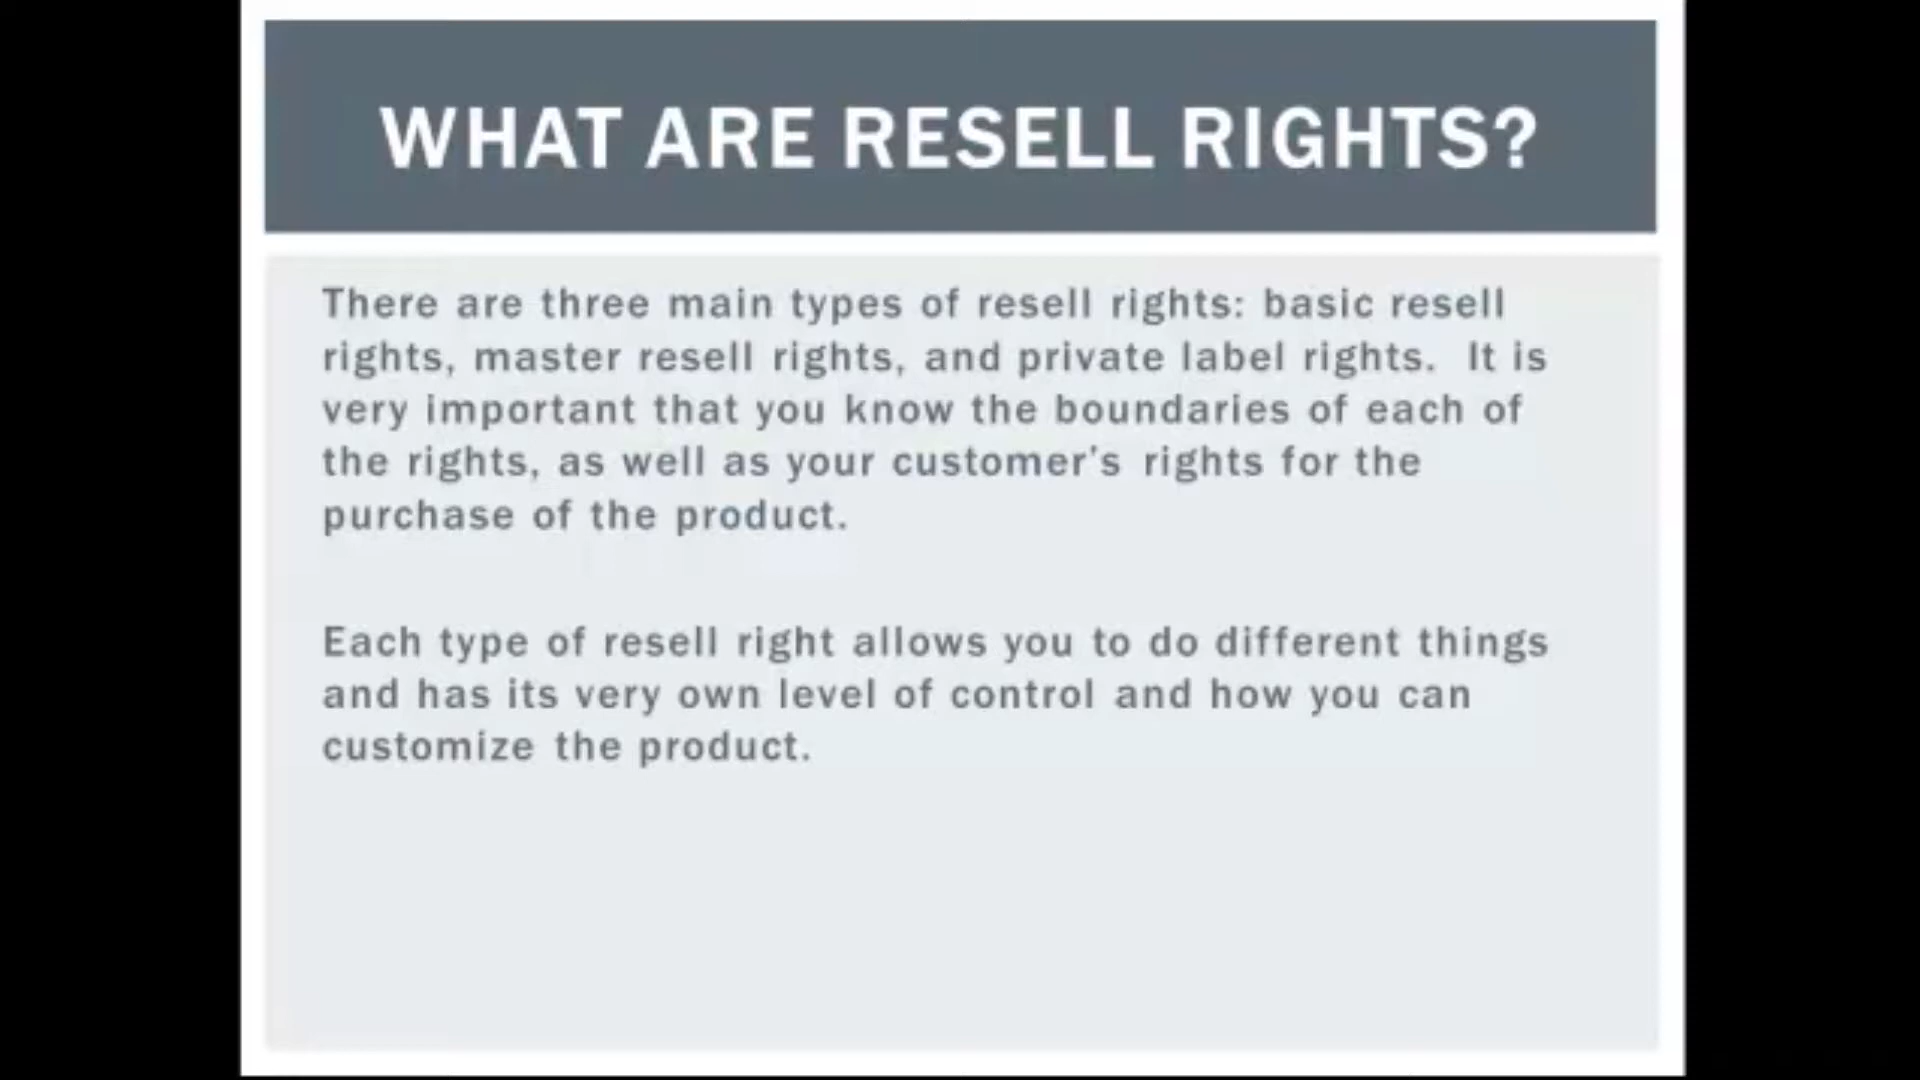 WHAT ARE RESELL RIGHTS?
There are three main types of resell rights: basic resell
rights, master resell rights, and private label rights.  It is
very important that you know the boundaries of each of
the rights, as well as your customer's rights for the
purchase of the product.
Each type of resell right allows you to do different things
and has its very own level of control and how you can
customize the product.